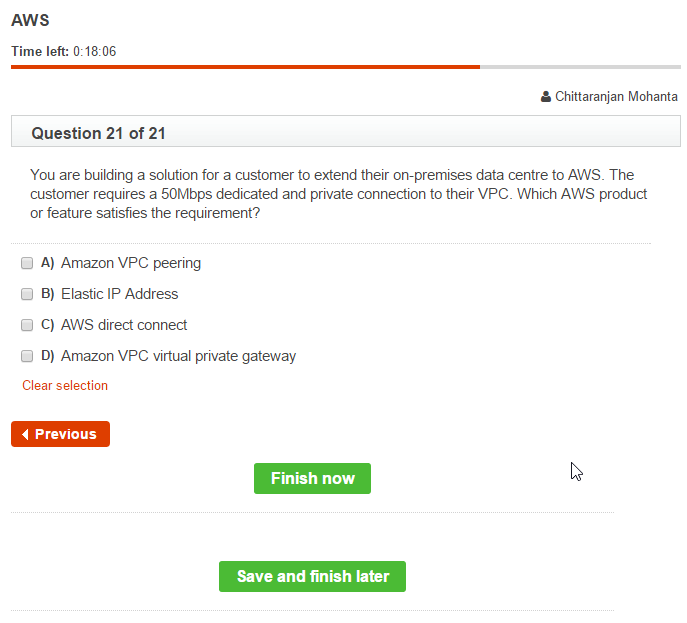 AWS
Time left: 0:18:06
Chittaranjan Mohanta
Question 21 of 21
You are building a solution for a customer to extend their on-premises data centre to AWS. The
customer requires a 50Mbps dedicated and private connection to their VPC. Which AWS product
or feature satisfies the requirement?
A) Amazon VPC peering
B) Elastic IP Address
C) AWS direct connect
D) Amazon VPC virtual private gateway
Clear selection
Previous
Finish now
Save and finish later